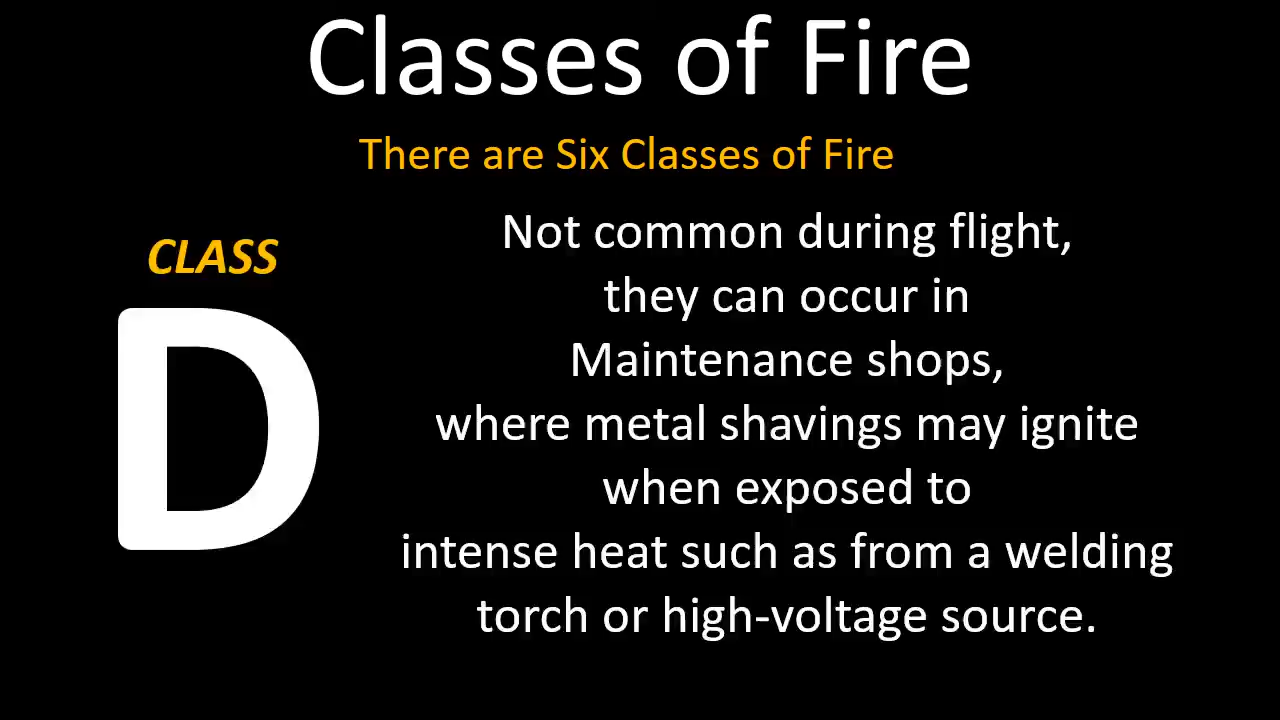 Classes of Fire
There are Six Classes of Fire
CLASS
D
Not common during flight,
they can occur in
Maintenance shops,
where metal shavings may ignite
when exposed to
intense heat such as from a welding
torch or high-voltage source.